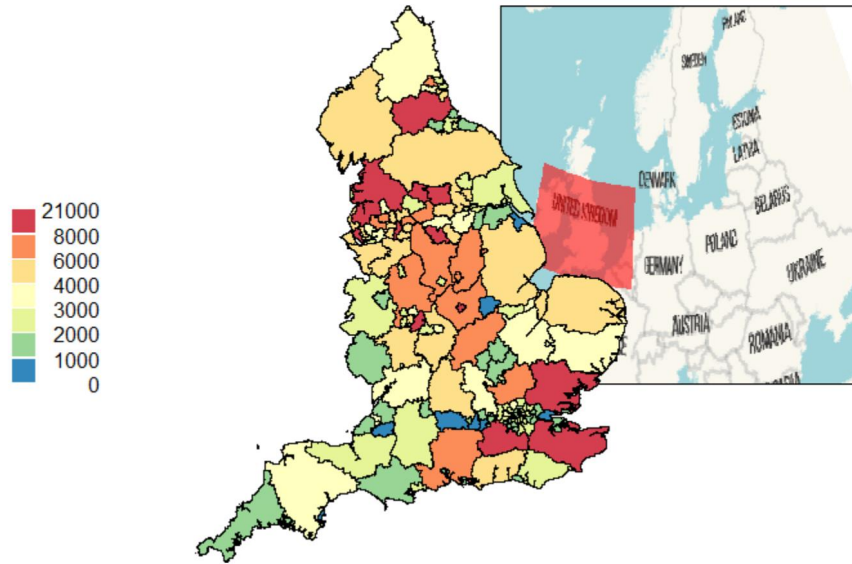 21000
8000
6000
4000
3000
2000
1000
0
POLAND
SWEDEN
ESTONIA
LATVIA
DENMARK
BELARUS
UNITED KINGDOM
POLAND
GERMANY
UKRAINE
AUSTRIA
ROMANIA